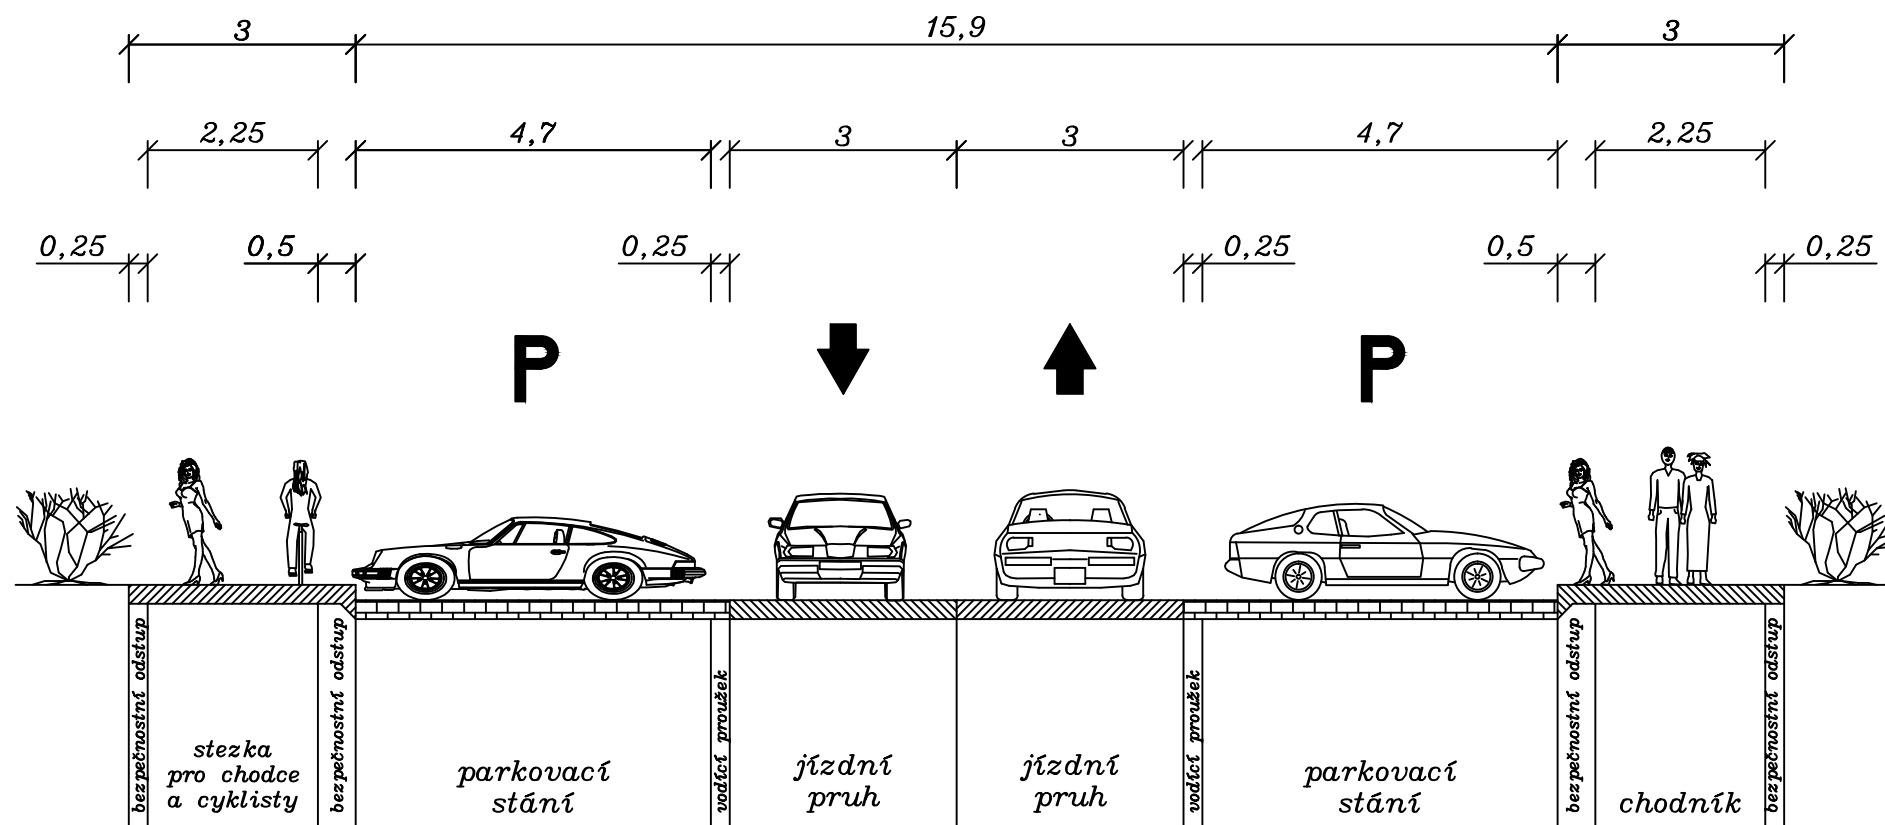 3
15,9
3
2,25
4,7
3
3
4,7
2,25
0,25
0,5
0,25
0,25
0,5
0,25
P
P
bezpečnostní odstup
stezka
pro chodce
a cyklisty
bezpečnostní odstup
parkovací
stání
vodící proužek
jízdní
pruh
jízdní
pruh
vodící proužek
parkovací
stání
bezpečnostní odstup
chodník
bezpečnostní odstup